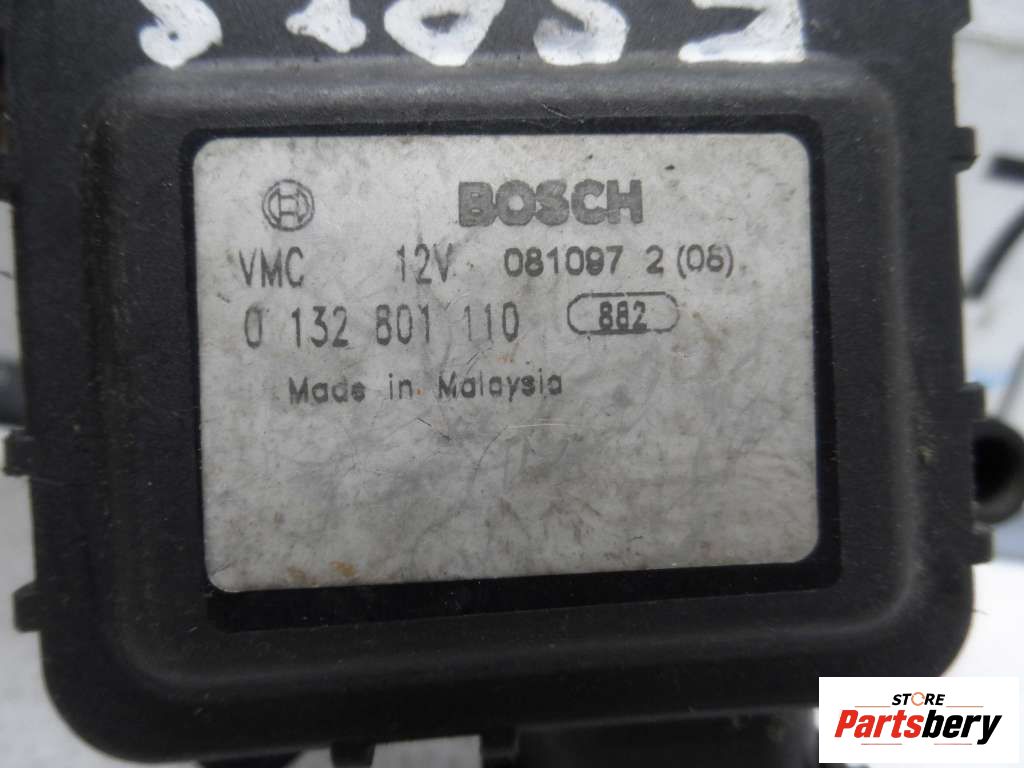 BOSCH
VMC 12V 081097 2 (06)
0 132 801 110 882
Made in Malaysia
STORE
Partsbery